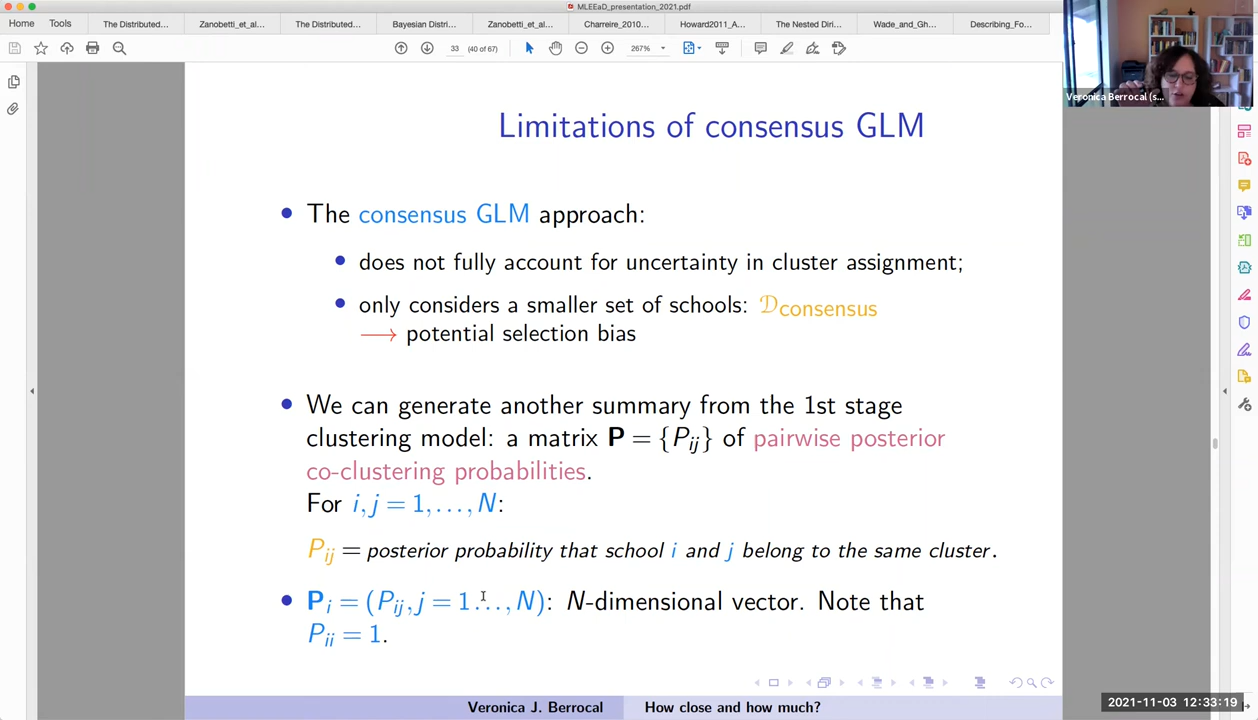 MLEEaD_presentation_2021.pdf
Home Tools The Distributed... Zanobetti_et_al... The Distributed... Bayesian Distri... Zanobetti_et_al... Charreire_2010... Howard2011_A... The Nested Diri... Wade_and_Gh... Describing_Fo...
33 (40 of 67) 267%
Veronica Berrocal (s...
Limitations of consensus GLM
• The consensus GLM approach:
• does not fully account for uncertainty in cluster assignment;
• only considers a smaller set of schools: 𝒟consensus
⟶ potential selection bias
• We can generate another summary from the 1st stage
clustering model: a matrix P = {Pij} of pairwise posterior
co-clustering probabilities.
For i, j = 1, . . . , N:
Pij = posterior probability that school i and j belong to the same cluster.
• Pi = (Pij, j = 1 . . . , N): N-dimensional vector. Note that
Pii = 1.
Veronica J. Berrocal How close and how much?
2021-11-03 12:33:19